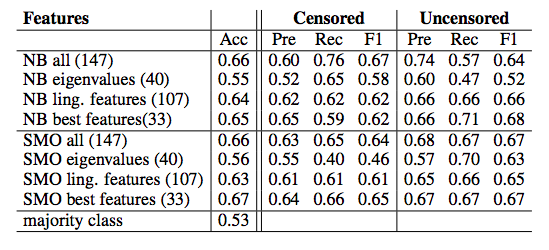 Features Censored Uncensored
Acc Pre Rec F1 Pre Rec F1
NB all (147) 0.66 0.60 0.76 0.67 0.74 0.57 0.64
NB eigenvalues (40) 0.55 0.52 0.65 0.58 0.60 0.47 0.52
NB ling. features (107) 0.64 0.62 0.62 0.62 0.66 0.66 0.66
NB best features(33) 0.65 0.65 0.59 0.62 0.66 0.71 0.68
SMO all (147) 0.66 0.63 0.65 0.64 0.68 0.67 0.67
SMO eigenvalues (40) 0.56 0.55 0.40 0.46 0.57 0.70 0.63
SMO ling. features (107) 0.63 0.61 0.61 0.61 0.65 0.66 0.65
SMO best features (33) 0.67 0.64 0.66 0.65 0.67 0.67 0.67
majority class 0.53